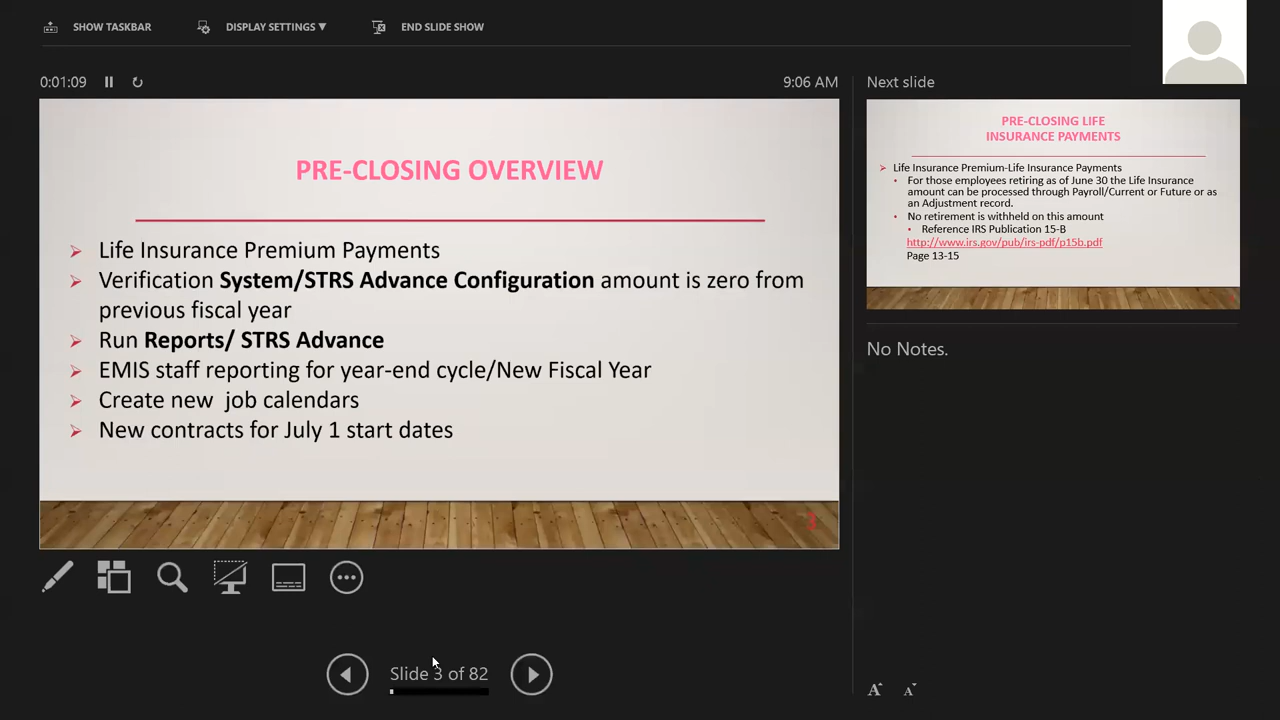 SHOW TASKBAR
DISPLAY SETTINGS ▼
END SLIDE SHOW
0:01:09
9:06 AM
PRE-CLOSING OVERVIEW
➢ Life Insurance Premium Payments
➢ Verification System/STRS Advance Configuration amount is zero from
previous fiscal year
➢ Run Reports/ STRS Advance
➢ EMIS staff reporting for year-end cycle/New Fiscal Year
➢ Create new  job calendars
➢ New contracts for July 1 start dates
3
Slide 3 of 82
Next slide
PRE-CLOSING LIFE
INSURANCE PAYMENTS
➢ Life Insurance Premium-Life Insurance Payments
• For those employees retiring as of June 30 the Life Insurance
amount can be processed through Payroll/Current or Future or as
an Adjustment record.
• No retirement is withheld on this amount
• Reference IRS Publication 15-B
http://www.irs.gov/pub/irs-pdf/p15b.pdf
Page 13-15
No Notes.
A A